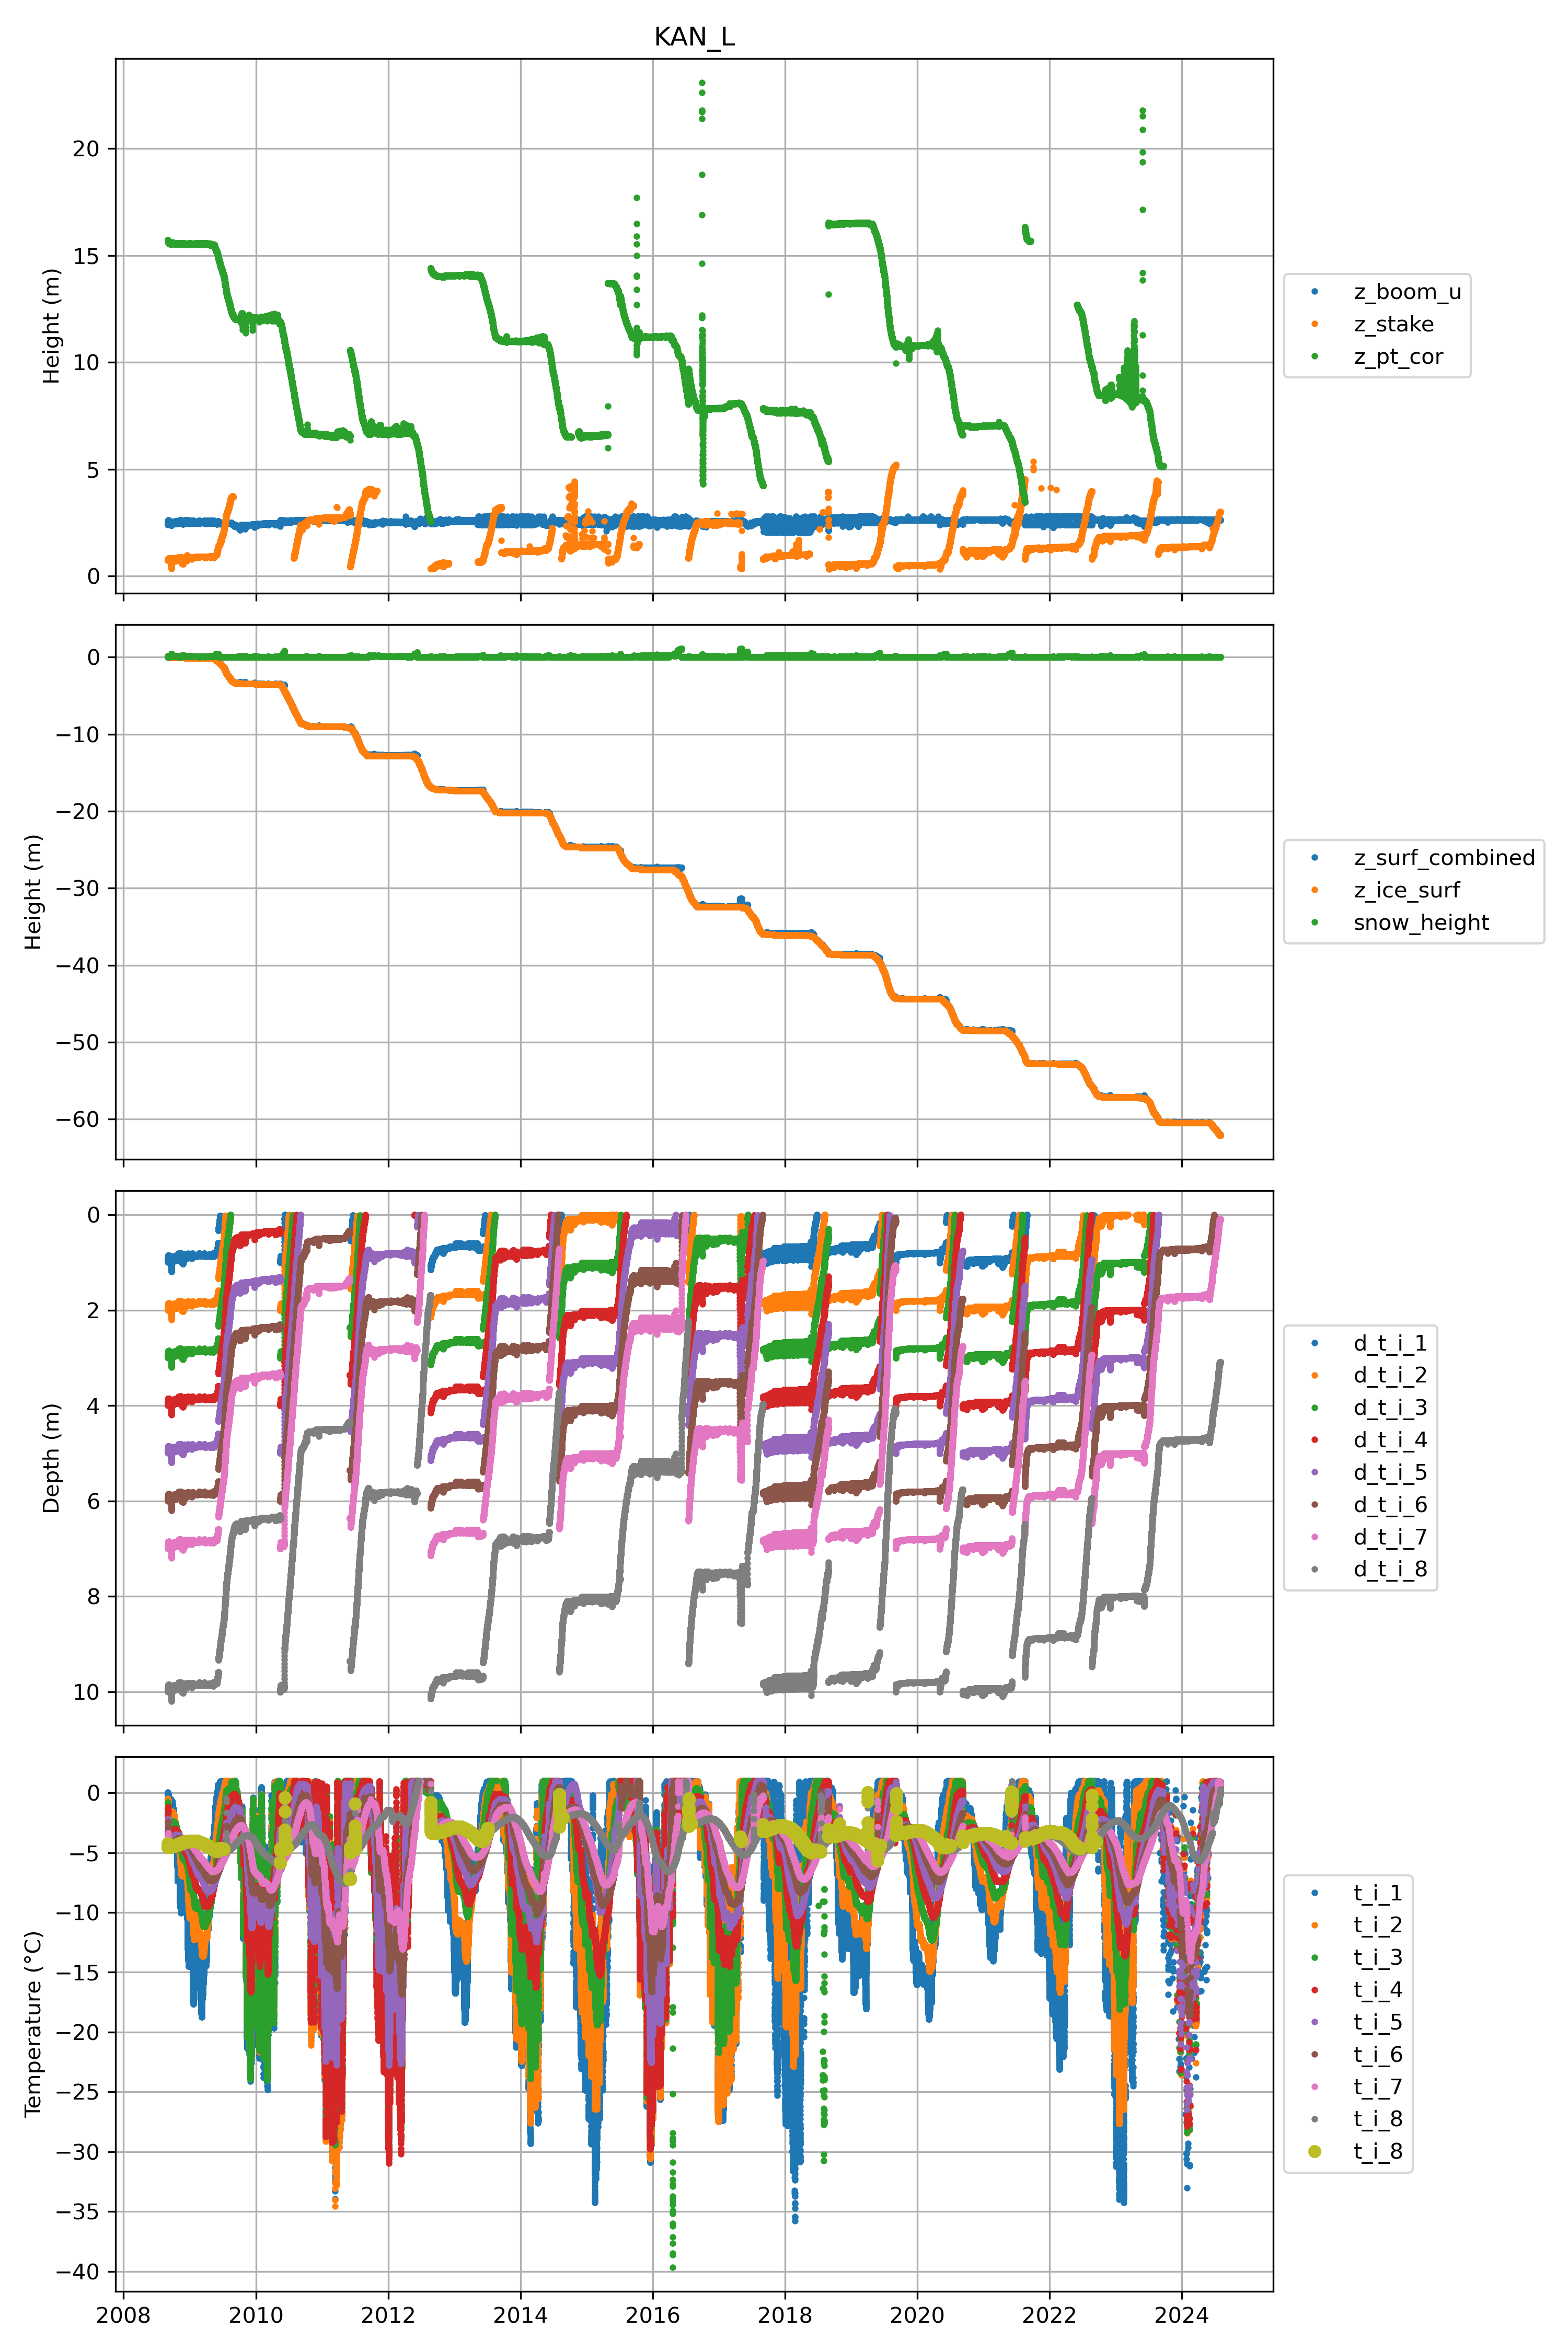 KAN_L
Height (m)
20
15
10
5
0
z_boom_u
z_stake
z_pt_cor
Height (m)
0
−10
−20
−30
−40
−50
−60
z_surf_combined
z_ice_surf
snow_height
Depth (m)
0
2
4
6
8
10
d_t_i_1
d_t_i_2
d_t_i_3
d_t_i_4
d_t_i_5
d_t_i_6
d_t_i_7
d_t_i_8
Temperature (°C)
0
−5
−10
−15
−20
−25
−30
−35
−40
t_i_1
t_i_2
t_i_3
t_i_4
t_i_5
t_i_6
t_i_7
t_i_8
t_i_8
2008 2010 2012 2014 2016 2018 2020 2022 2024